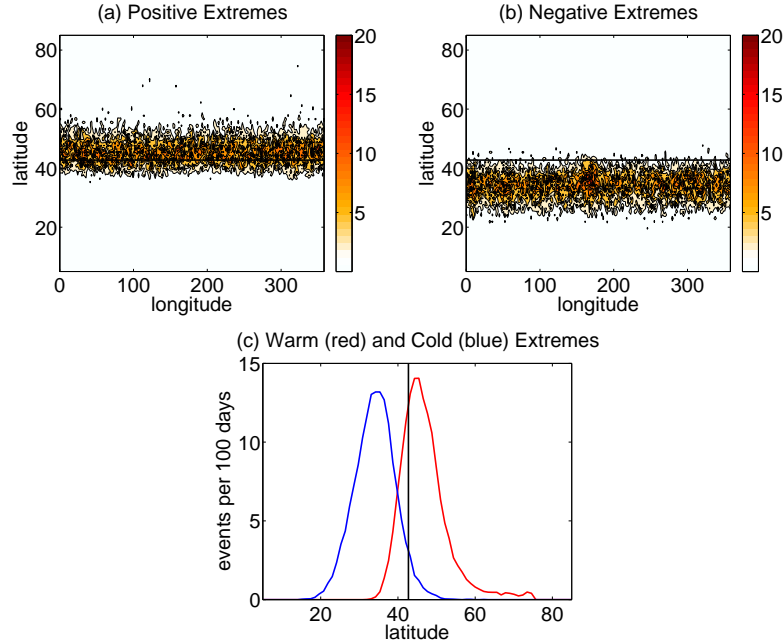 (a) Positive Extremes
80
60
40
20
latitude
0 100 200 300
longitude
20
15
10
5
(b) Negative Extremes
80
60
40
20
latitude
0 100 200 300
longitude
20
15
10
5
(c) Warm (red) and Cold (blue) Extremes
15
10
5
0
events per 100 days
20 40 60 80
latitude